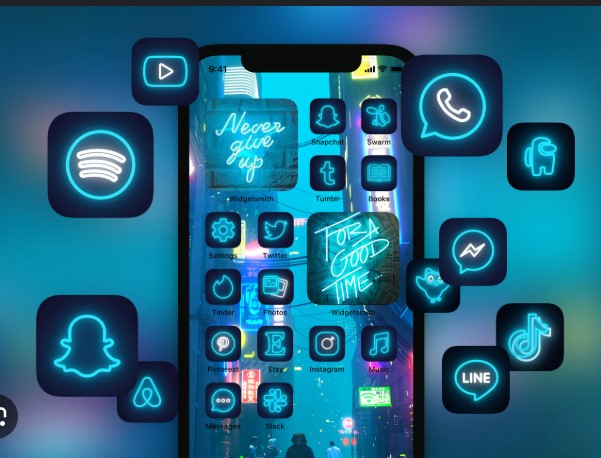 9:41
Never
give
up
Snapchat
Swarm
Tumblr
Books
Widgetsmith
Settings
Twitter
FOR A
GOOD
TIME...
Tinder
Photos
Widgetsmith
Pinterest
Etsy
Instagram
Music
Messages
Slack
LINE